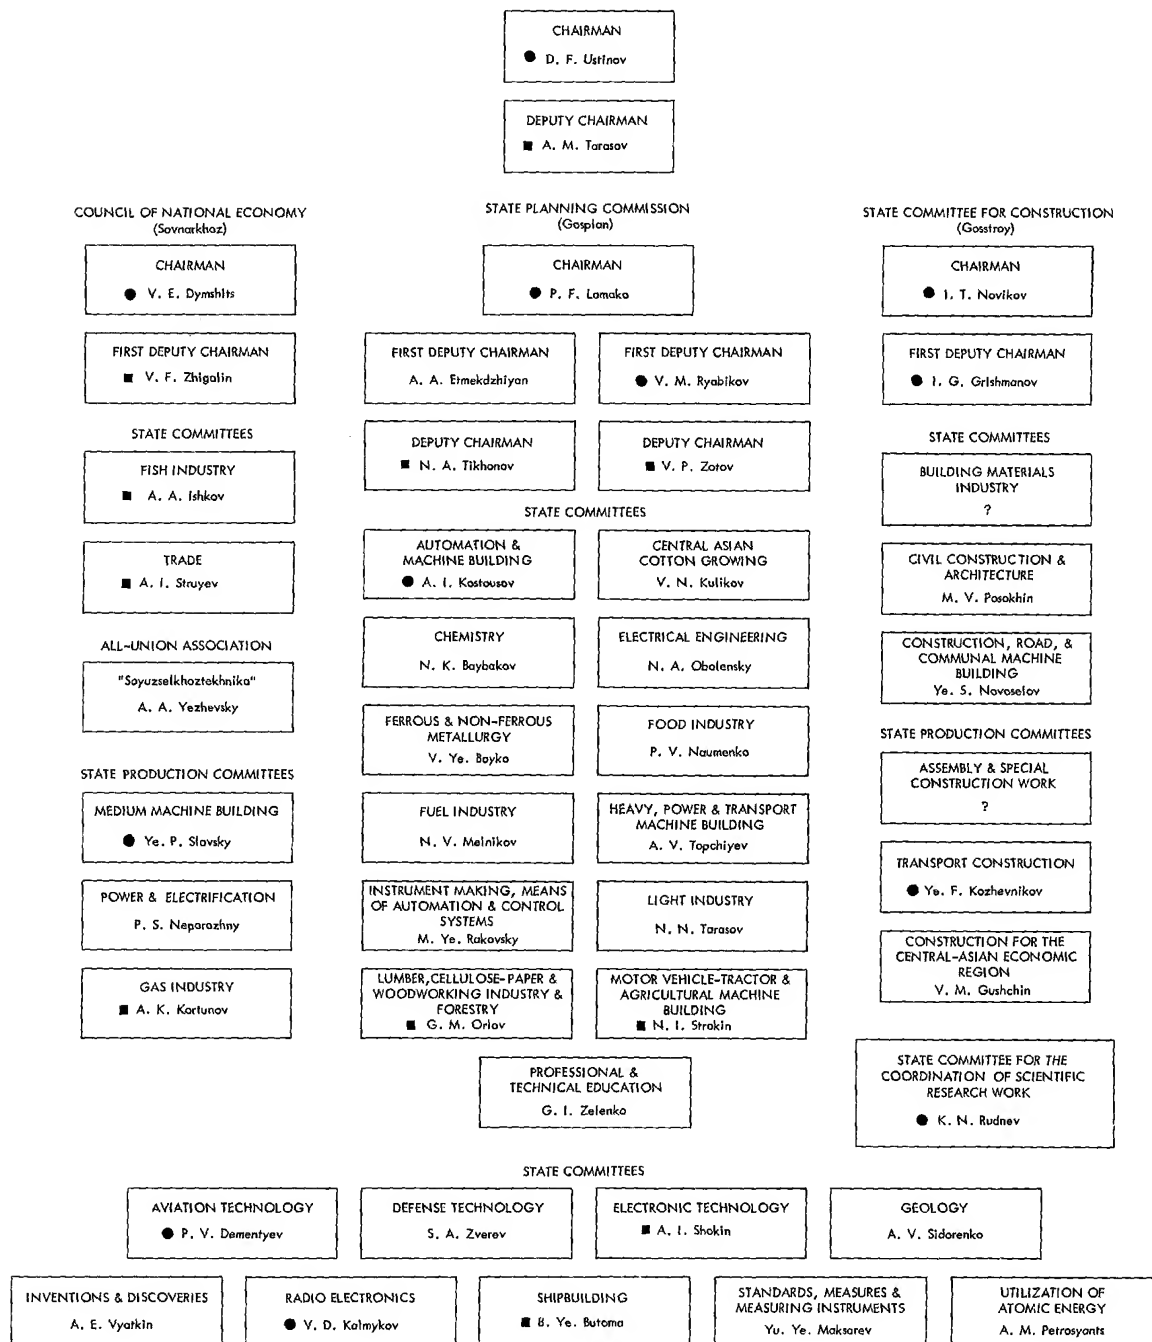 CHAIRMAN
● D. F. Ustinov
DEPUTY CHAIRMAN
■ A. M. Tarasov
COUNCIL OF NATIONAL ECONOMY
(Sovnarkhoz)
CHAIRMAN
● V. E. Dymshits
FIRST DEPUTY CHAIRMAN
■ V. F. Zhigalin
STATE COMMITTEES
FISH INDUSTRY
■ A. A. Ishkov
TRADE
■ A. I. Struyev
ALL-UNION ASSOCIATION
"Soyuzselkhoztekhnika"
A. A. Yezhevsky
STATE PRODUCTION COMMITTEES
MEDIUM MACHINE BUILDING
● Ye. P. Slavsky
POWER & ELECTRIFICATION
P. S. Neporozhny
GAS INDUSTRY
■ A. K. Kortunov
STATE PLANNING COMMISSION
(Gosplan)
CHAIRMAN
● P. F. Lomako
FIRST DEPUTY CHAIRMAN
A. A. Etmekdzhiyan
FIRST DEPUTY CHAIRMAN
● V. M. Ryabikov
DEPUTY CHAIRMAN
■ N. A. Tikhonov
DEPUTY CHAIRMAN
■ V. P. Zotov
STATE COMMITTEES
AUTOMATION &
MACHINE BUILDING
● A. I. Kostousov
CENTRAL ASIAN
COTTON GROWING
V. N. Kulikov
CHEMISTRY
N. K. Baybakov
ELECTRICAL ENGINEERING
N. A. Obolensky
FERROUS & NON-FERROUS
METALLURGY
V. Ye. Boyko
FOOD INDUSTRY
P. V. Naumenko
FUEL INDUSTRY
N. V. Melnikov
HEAVY, POWER & TRANSPORT
MACHINE BUILDING
A. V. Topchiyev
INSTRUMENT MAKING, MEANS
OF AUTOMATION & CONTROL
SYSTEMS
M. Ye. Rakovsky
LIGHT INDUSTRY
N. N. Tarasov
LUMBER, CELLULOSE-PAPER &
WOODWORKING INDUSTRY &
FORESTRY
■ G. M. Orlov
MOTOR VEHICLE-TRACTOR &
AGRICULTURAL MACHINE
BUILDING
■ N. I. Strokin
PROFESSIONAL &
TECHNICAL EDUCATION
G. I. Zelenko
STATE COMMITTEE FOR CONSTRUCTION
(Gosstroy)
CHAIRMAN
● I. T. Novikov
FIRST DEPUTY CHAIRMAN
● I. G. Grishmanov
STATE COMMITTEES
BUILDING MATERIALS
INDUSTRY
?
CIVIL CONSTRUCTION &
ARCHITECTURE
M. V. Posokhin
CONSTRUCTION, ROAD, &
COMMUNAL MACHINE
BUILDING
Ye. S. Novoselov
STATE PRODUCTION COMMITTEES
ASSEMBLY & SPECIAL
CONSTRUCTION WORK
?
TRANSPORT CONSTRUCTION
● Ye. F. Kozhevnikov
CONSTRUCTION FOR THE
CENTRAL-ASIAN ECONOMIC
REGION
V. M. Gushchin
STATE COMMITTEE FOR THE
COORDINATION OF SCIENTIFIC
RESEARCH WORK
● K. N. Rudnev
STATE COMMITTEES
AVIATION TECHNOLOGY
● P. V. Dementyev
DEFENSE TECHNOLOGY
S. A. Zverev
ELECTRONIC TECHNOLOGY
■ A. I. Shokin
GEOLOGY
A. V. Sidorenko
INVENTIONS & DISCOVERIES
A. E. Vyatkin
RADIO ELECTRONICS
● V. D. Kalmykov
SHIPBUILDING
■ B. Ye. Butoma
STANDARDS, MEASURES &
MEASURING INSTRUMENTS
Yu. Ye. Maksarev
UTILIZATION OF
ATOMIC ENERGY
A. M. Petrosyants